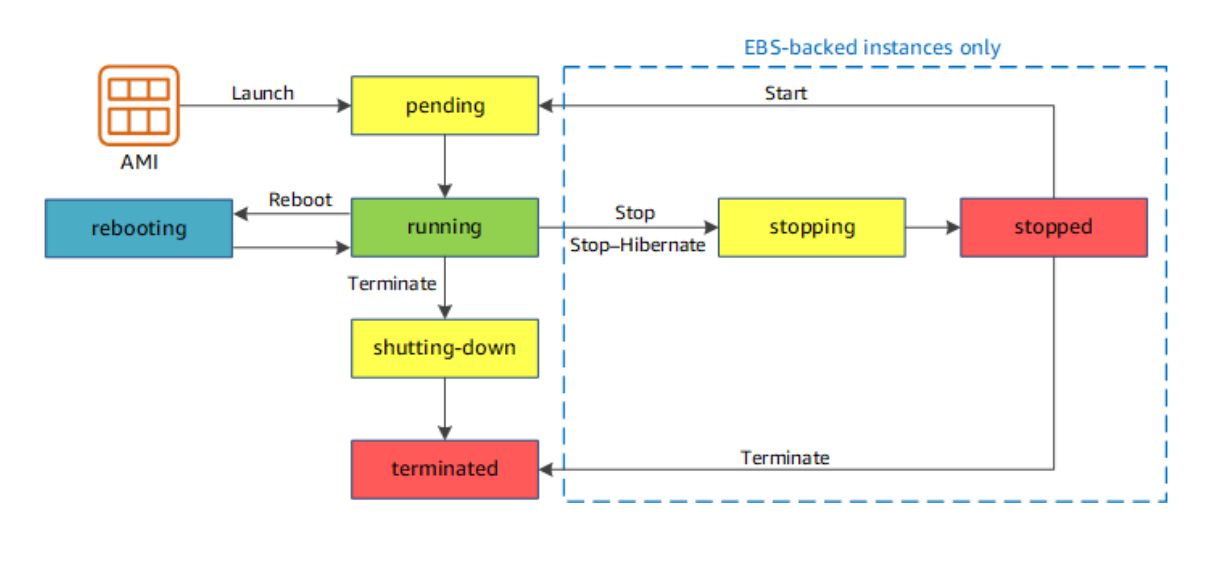 EBS-backed instances only
Launch
pending
Start
AMI
rebooting
Reboot
running
Stop
Stop–Hibernate
stopping
stopped
Terminate
shutting-down
terminated
Terminate